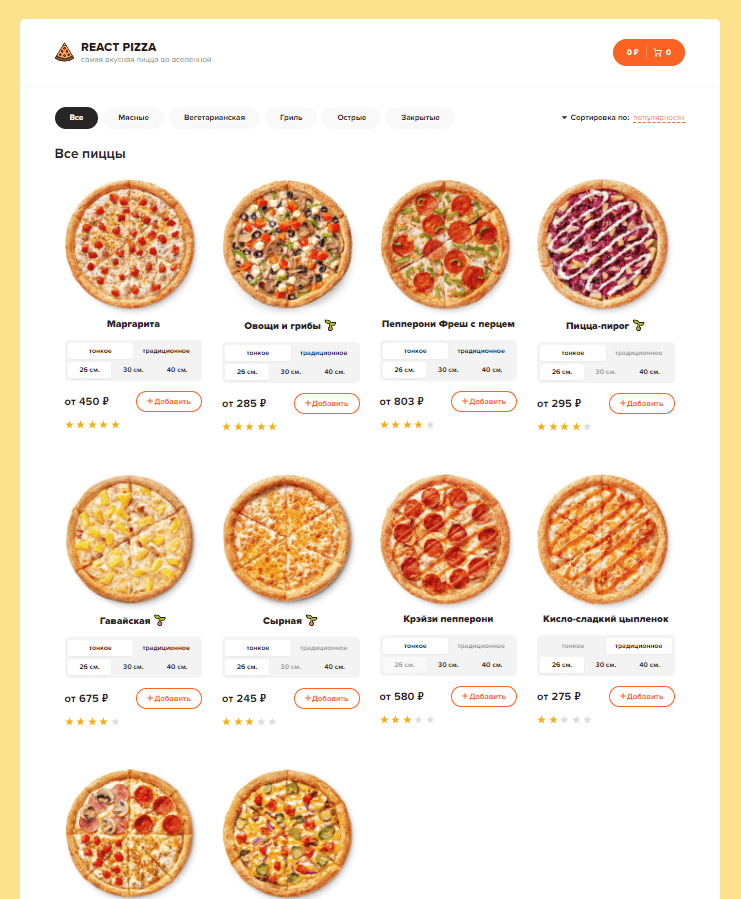 REACT PIZZA
самая вкусная пицца во вселенной
0 ₽ 0
Все Мясные Вегетарианская Гриль Острые Закрытые
Сортировка по: популярности
Все пиццы
Маргарита
тонкое традиционное
26 см. 30 см. 40 см.
от 450 ₽ +Добавить
Овощи и грибы
тонкое традиционное
26 см. 30 см. 40 см.
от 285 ₽ +Добавить
Пепперони Фреш с перцем
тонкое традиционное
26 см. 30 см. 40 см.
от 803 ₽ +Добавить
Пицца-пирог
тонкое традиционное
26 см. 30 см. 40 см.
от 295 ₽ +Добавить
Гавайская
тонкое традиционное
26 см. 30 см. 40 см.
от 675 ₽ +Добавить
Сырная
тонкое традиционное
26 см. 30 см. 40 см.
от 245 ₽ +Добавить
Крэйзи пепперони
тонкое традиционное
26 см. 30 см. 40 см.
от 580 ₽ +Добавить
Кисло-сладкий цыпленок
тонкое традиционное
26 см. 30 см. 40 см.
от 275 ₽ +Добавить